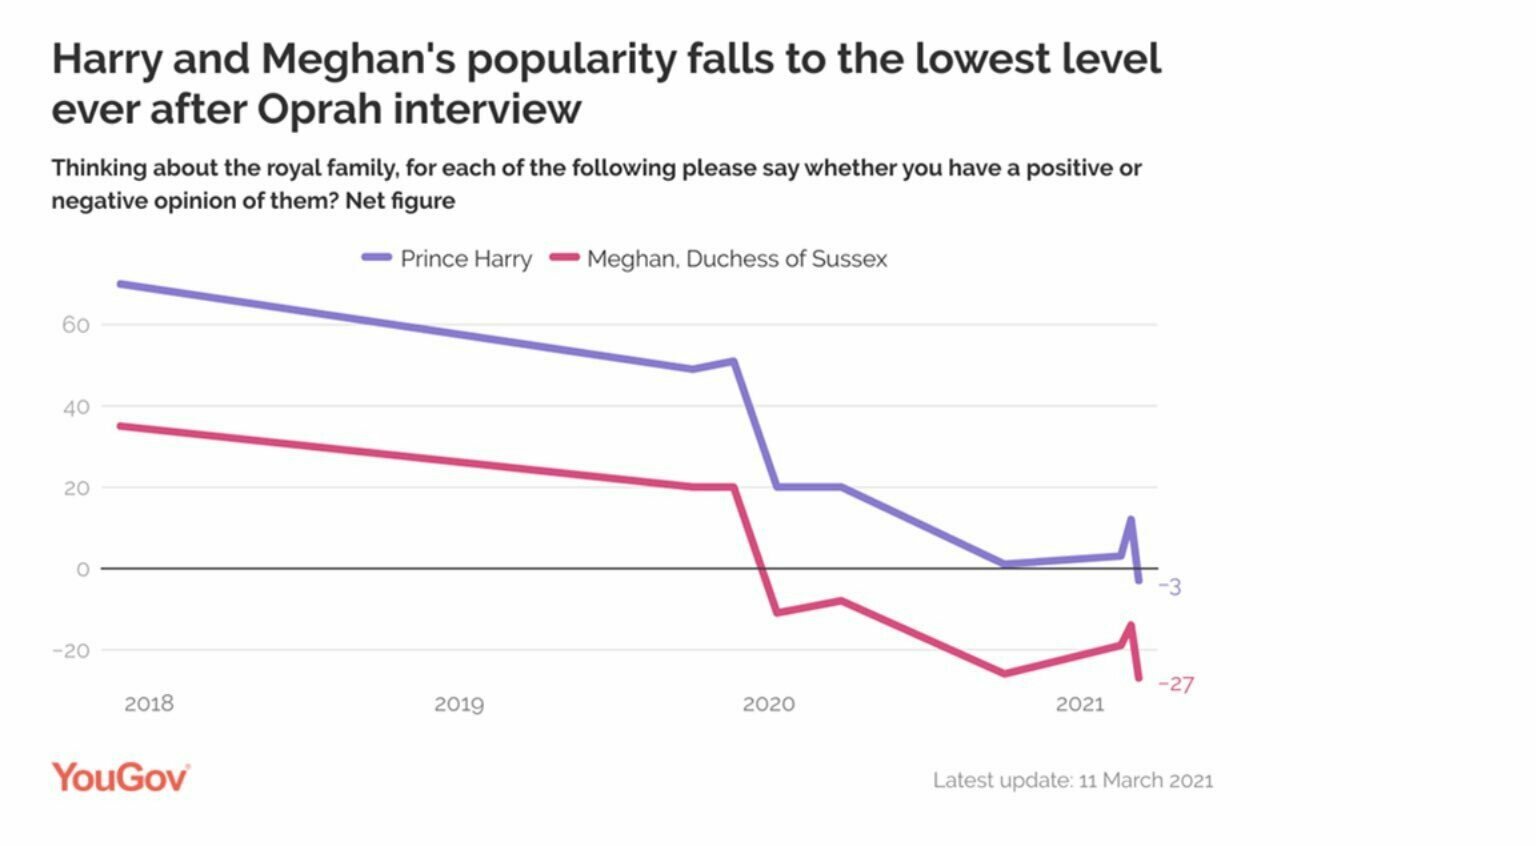 Harry and Meghan's popularity falls to the lowest level
ever after Oprah interview
Thinking about the royal family, for each of the following please say whether you have a positive or
negative opinion of them? Net figure
Prince Harry Meghan, Duchess of Sussex
60
40
20
0
-3
−20
-27
2018 2019 2020 2021
YouGov®
Latest update: 11 March 2021